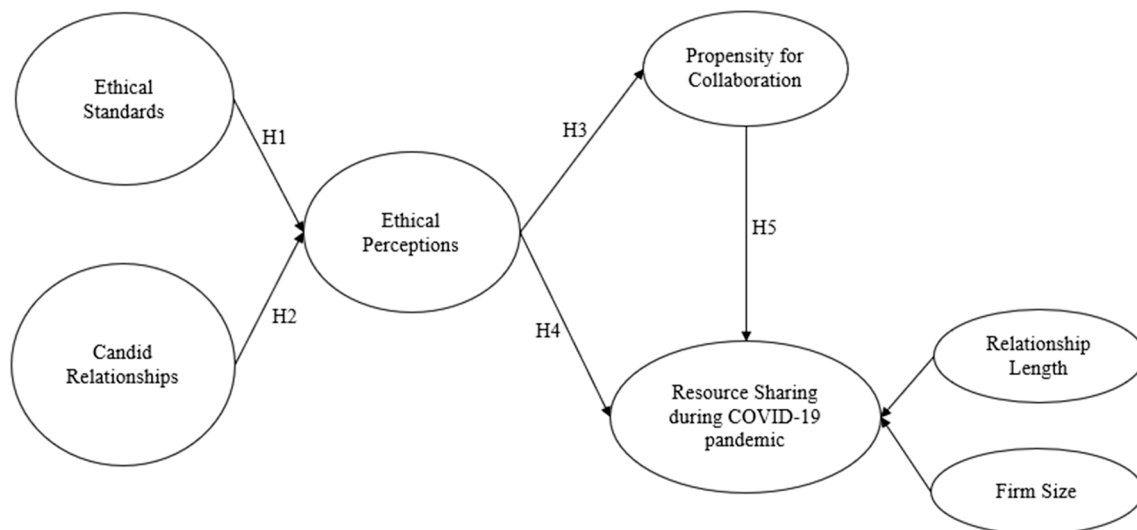 Ethical
Standards
H1
Candid
Relationships
H2
Ethical
Perceptions
H3
H4
Propensity for
Collaboration
H5
Resource Sharing
during COVID-19
pandemic
Relationship
Length
Firm Size